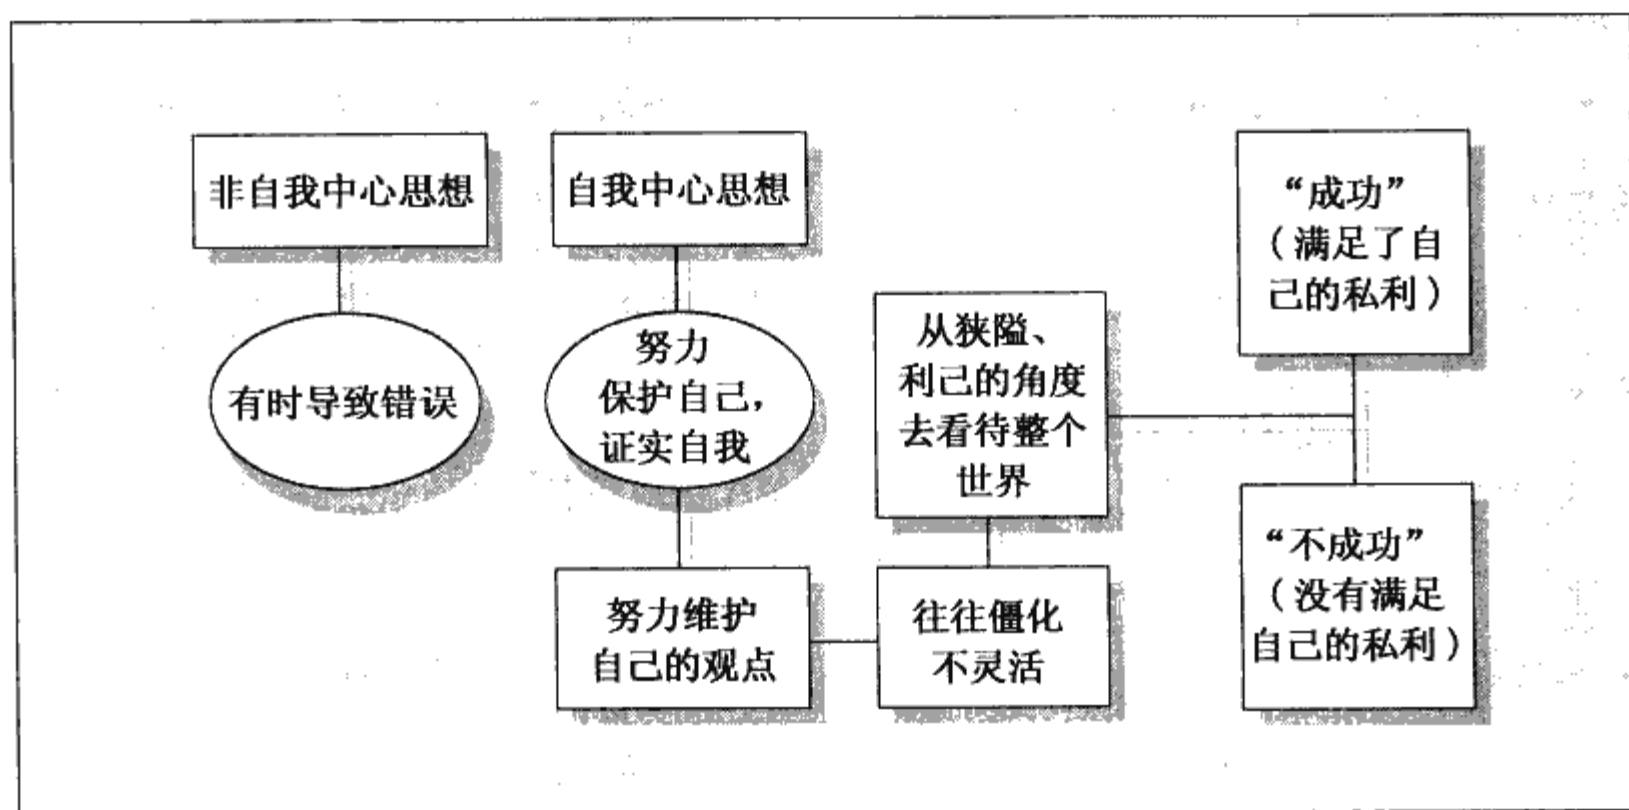 非自我中心思想
有时导致错误
自我中心思想
努力
保护自己，
证实自我
努力维护
自己的观点
往往僵化
不灵活
从狭隘、
利己的角度
去看待整个
世界
“成功”
（满足了自
己的私利）
“不成功”
（没有满足
自己的私利）